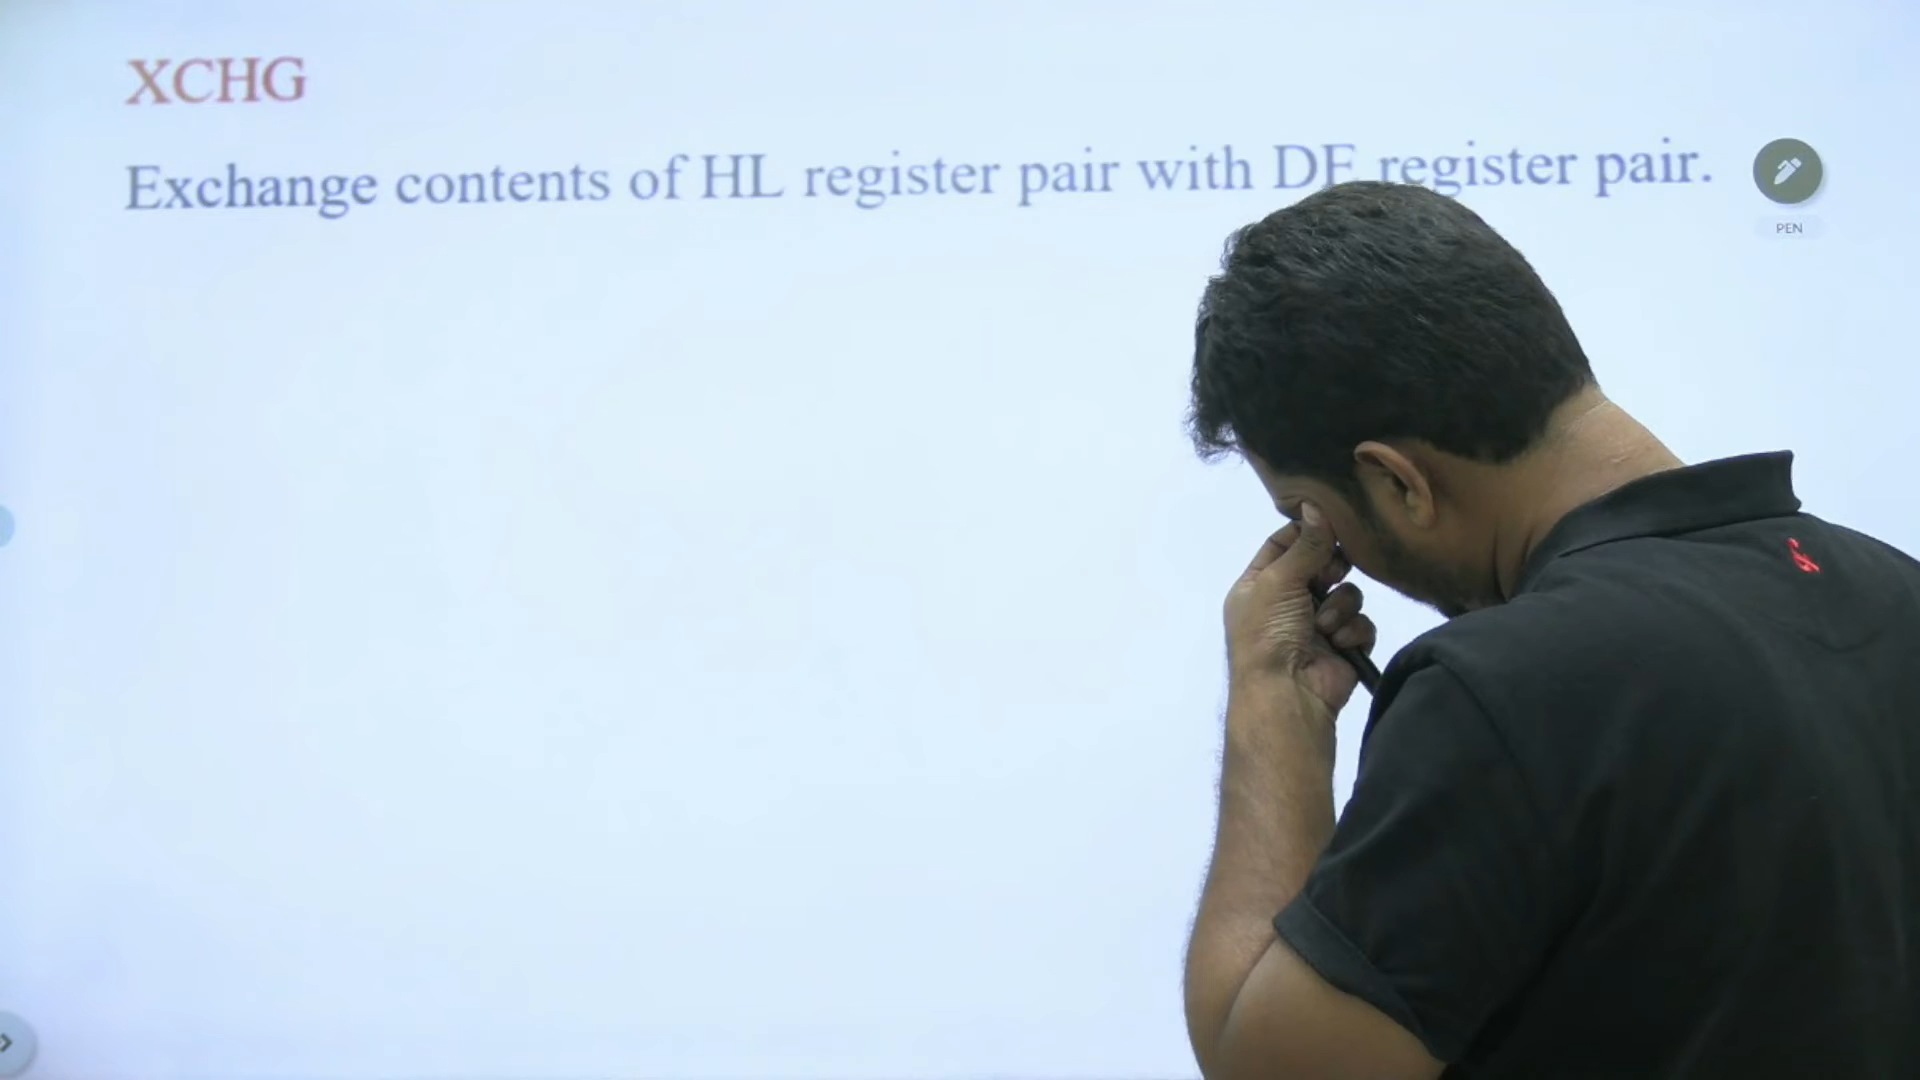 XCHG
Exchange contents of HL register pair with DE register pair.
PEN